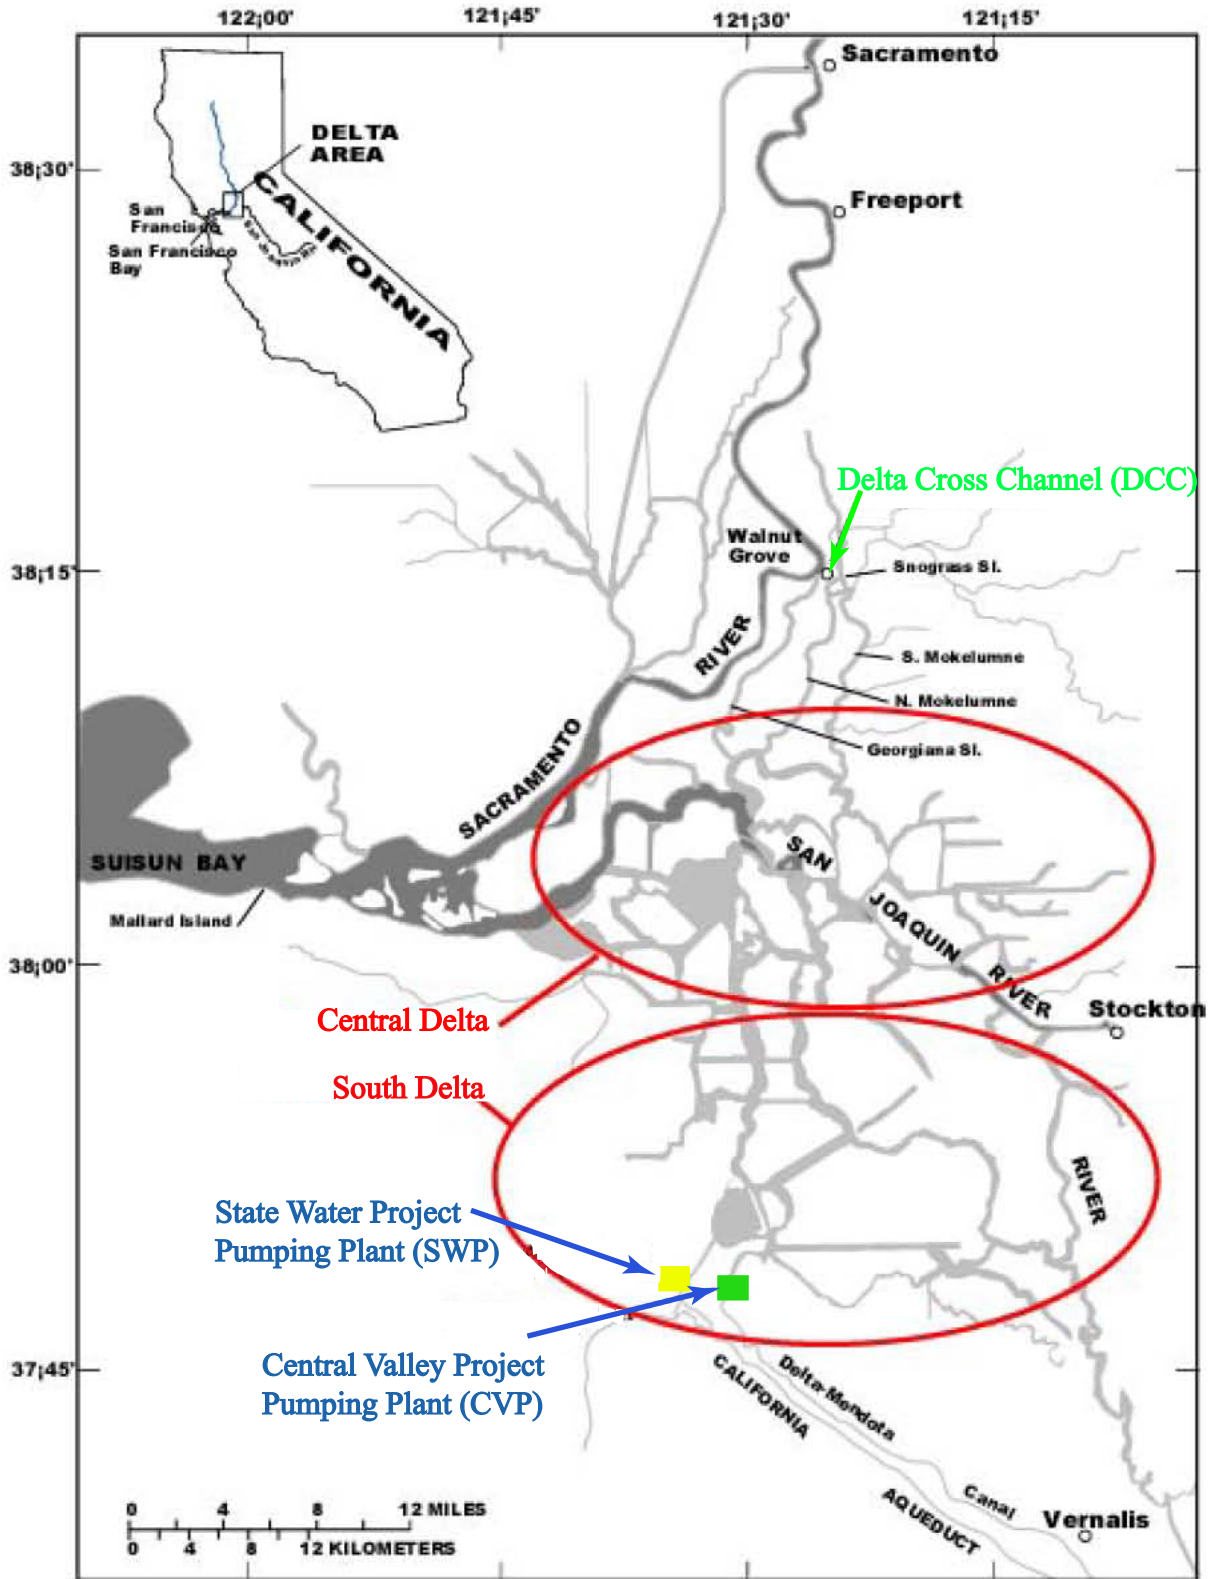 122¡00'
121¡45'
121¡30'
121¡15'
Sacramento
DELTA
AREA
38¡30'
CALIFORNIA
Freeport
San
Francisco
San Francisco
Bay
Delta Cross Channel (DCC)
Walnut
Grove
38¡15'
Snograss Sl.
RIVER
S. Mokelumne
N. Mokelumne
Georgiana Sl.
SACRAMENTO
SUISUN BAY
SAN
JOAQUIN
RIVER
Mallard Island
38¡00'
Central Delta
Stockton
South Delta
RIVER
State Water Project
Pumping Plant (SWP)
Central Valley Project
Pumping Plant (CVP)
37¡45'
Delta-Mendota
Canal
CALIFORNIA
AQUEDUCT
Vernalis
0 4 8 12 MILES
0 4 8 12 KILOMETERS